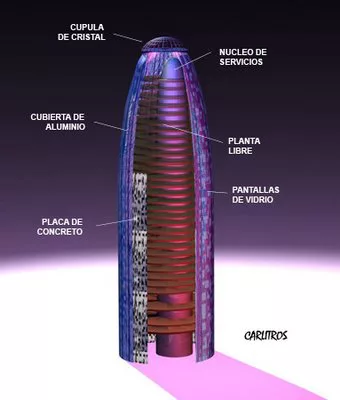 CUPULA
DE CRISTAL
NUCLEO DE
SERVICIOS
CUBIERTA DE
ALUMINIO
PLANTA
LIBRE
PANTALLAS
DE VIDRIO
PLACA DE
CONCRETO
CARLITROS